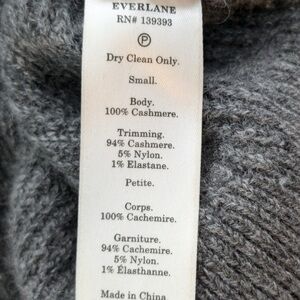 EVERLANE
RN# 139393
P
Dry Clean Only.
Small.
Body.
100% Cashmere.
Trimming.
94% Cashmere.
5% Nylon.
1% Elastane.
Petite.
Corps.
100% Cachemire.
Garniture.
94% Cachemire.
5% Nylon.
1% Élasthanne.
Made in China